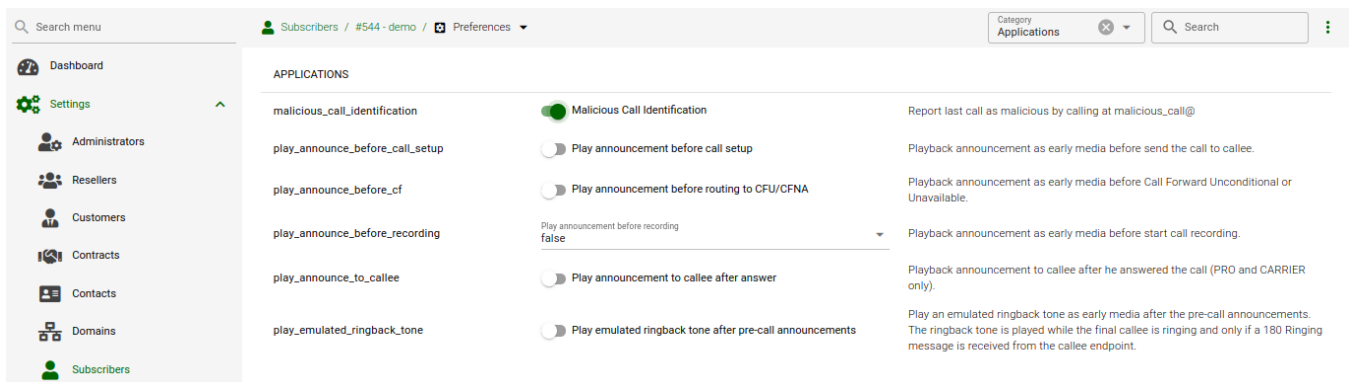 Search menu
Subscribers / #544 - demo / Preferences
Category
Applications
Search
Dashboard
Settings
Administrators
Resellers
Customers
Contracts
Contacts
Domains
Subscribers
APPLICATIONS
malicious_call_identification
Malicious Call Identification
Report last call as malicious by calling at malicious_call@
play_announce_before_call_setup
Play announcement before call setup
Playback announcement as early media before send the call to callee.
play_announce_before_cf
Play announcement before routing to CFU/CFNA
Playback announcement as early media before Call Forward Unconditional or
Unavailable.
play_announce_before_recording
Play announcement before recording
false
Playback announcement as early media before start call recording.
play_announce_to_callee
Play announcement to callee after answer
Playback announcement to callee after he answered the call (PRO and CARRIER
only).
play_emulated_ringback_tone
Play emulated ringback tone after pre-call announcements
Play an emulated ringback tone as early media after the pre-call announcements.
The ringback tone is played while the final callee is ringing and only if a 180 Ringing
message is received from the callee endpoint.